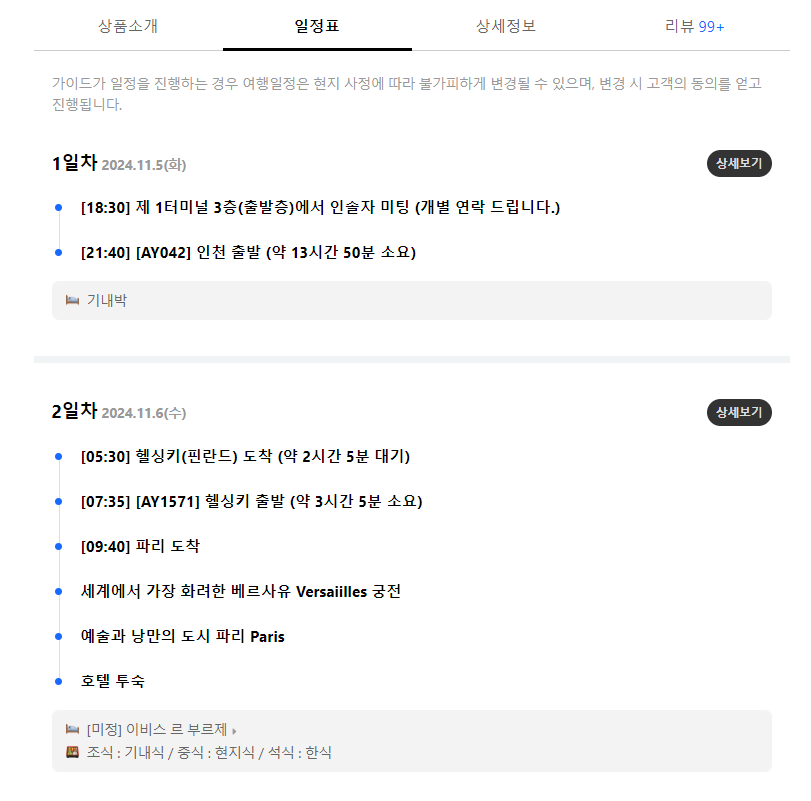 상품소개
일정표
상세정보
리뷰 99+
가이드가 일정을 진행하는 경우 여행일정은 현지 사정에 따라 불가피하게 변경될 수 있으며, 변경 시 고객의 동의를 얻고
진행됩니다.
1일차 2024.11.5(화)
상세보기
[18:30] 제 1터미널 3층(출발층)에서 인솔자 미팅 (개별 연락 드립니다.)
[21:40] [AY042] 인천 출발 (약 13시간 50분 소요)
기내박
2일차 2024.11.6(수)
상세보기
[05:30] 헬싱키(핀란드) 도착 (약 2시간 5분 대기)
[07:35] [AY1571] 헬싱키 출발 (약 3시간 5분 소요)
[09:40] 파리 도착
세계에서 가장 화려한 베르사유 Versaiilles 궁전
예술과 낭만의 도시 파리 Paris
호텔 투숙
[미정] 이비스 르 부르제
조식 : 기내식 / 중식 : 현지식 / 석식 : 한식